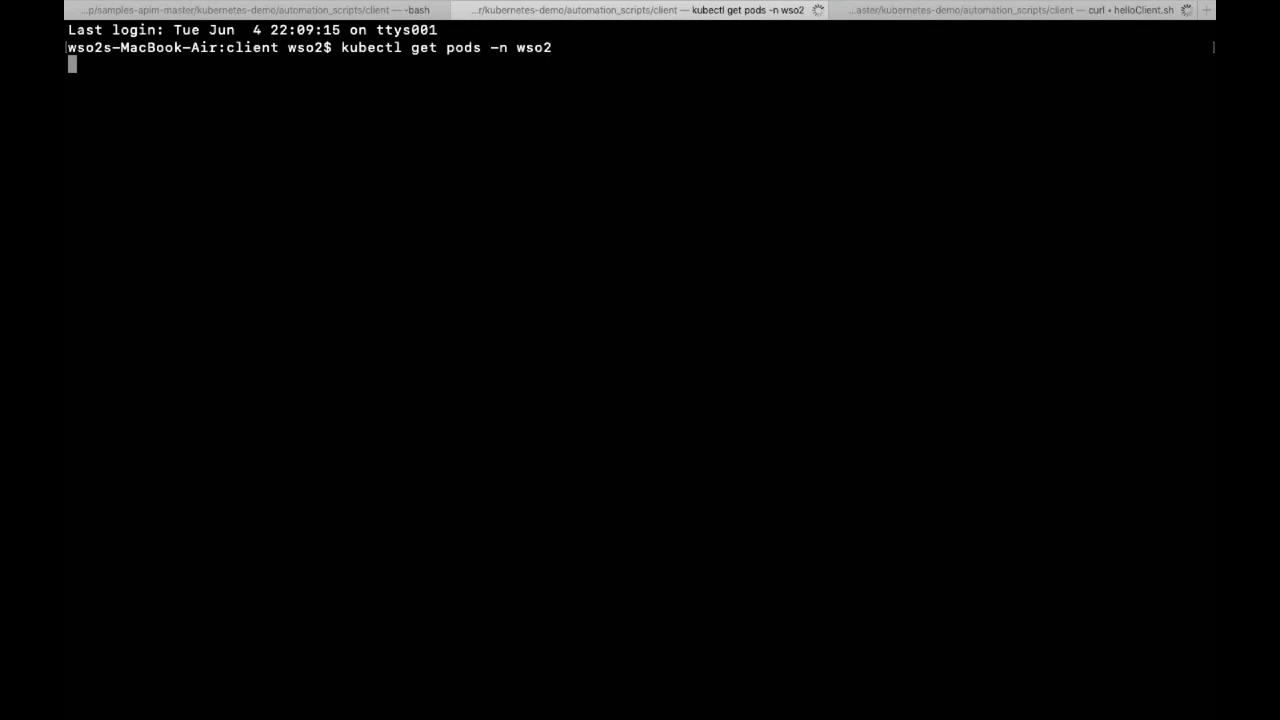 ...p/samples-apim-master/kubernetes-demo/automation_scripts/client — -bash
...r/kubernetes-demo/automation_scripts/client — kubectl get pods -n wso2
...aster/kubernetes-demo/automation_scripts/client — curl • helloClient.sh
+
Last login: Tue Jun  4 22:09:15 on ttys001
wso2s-MacBook-Air:client wso2$ kubectl get pods -n wso2